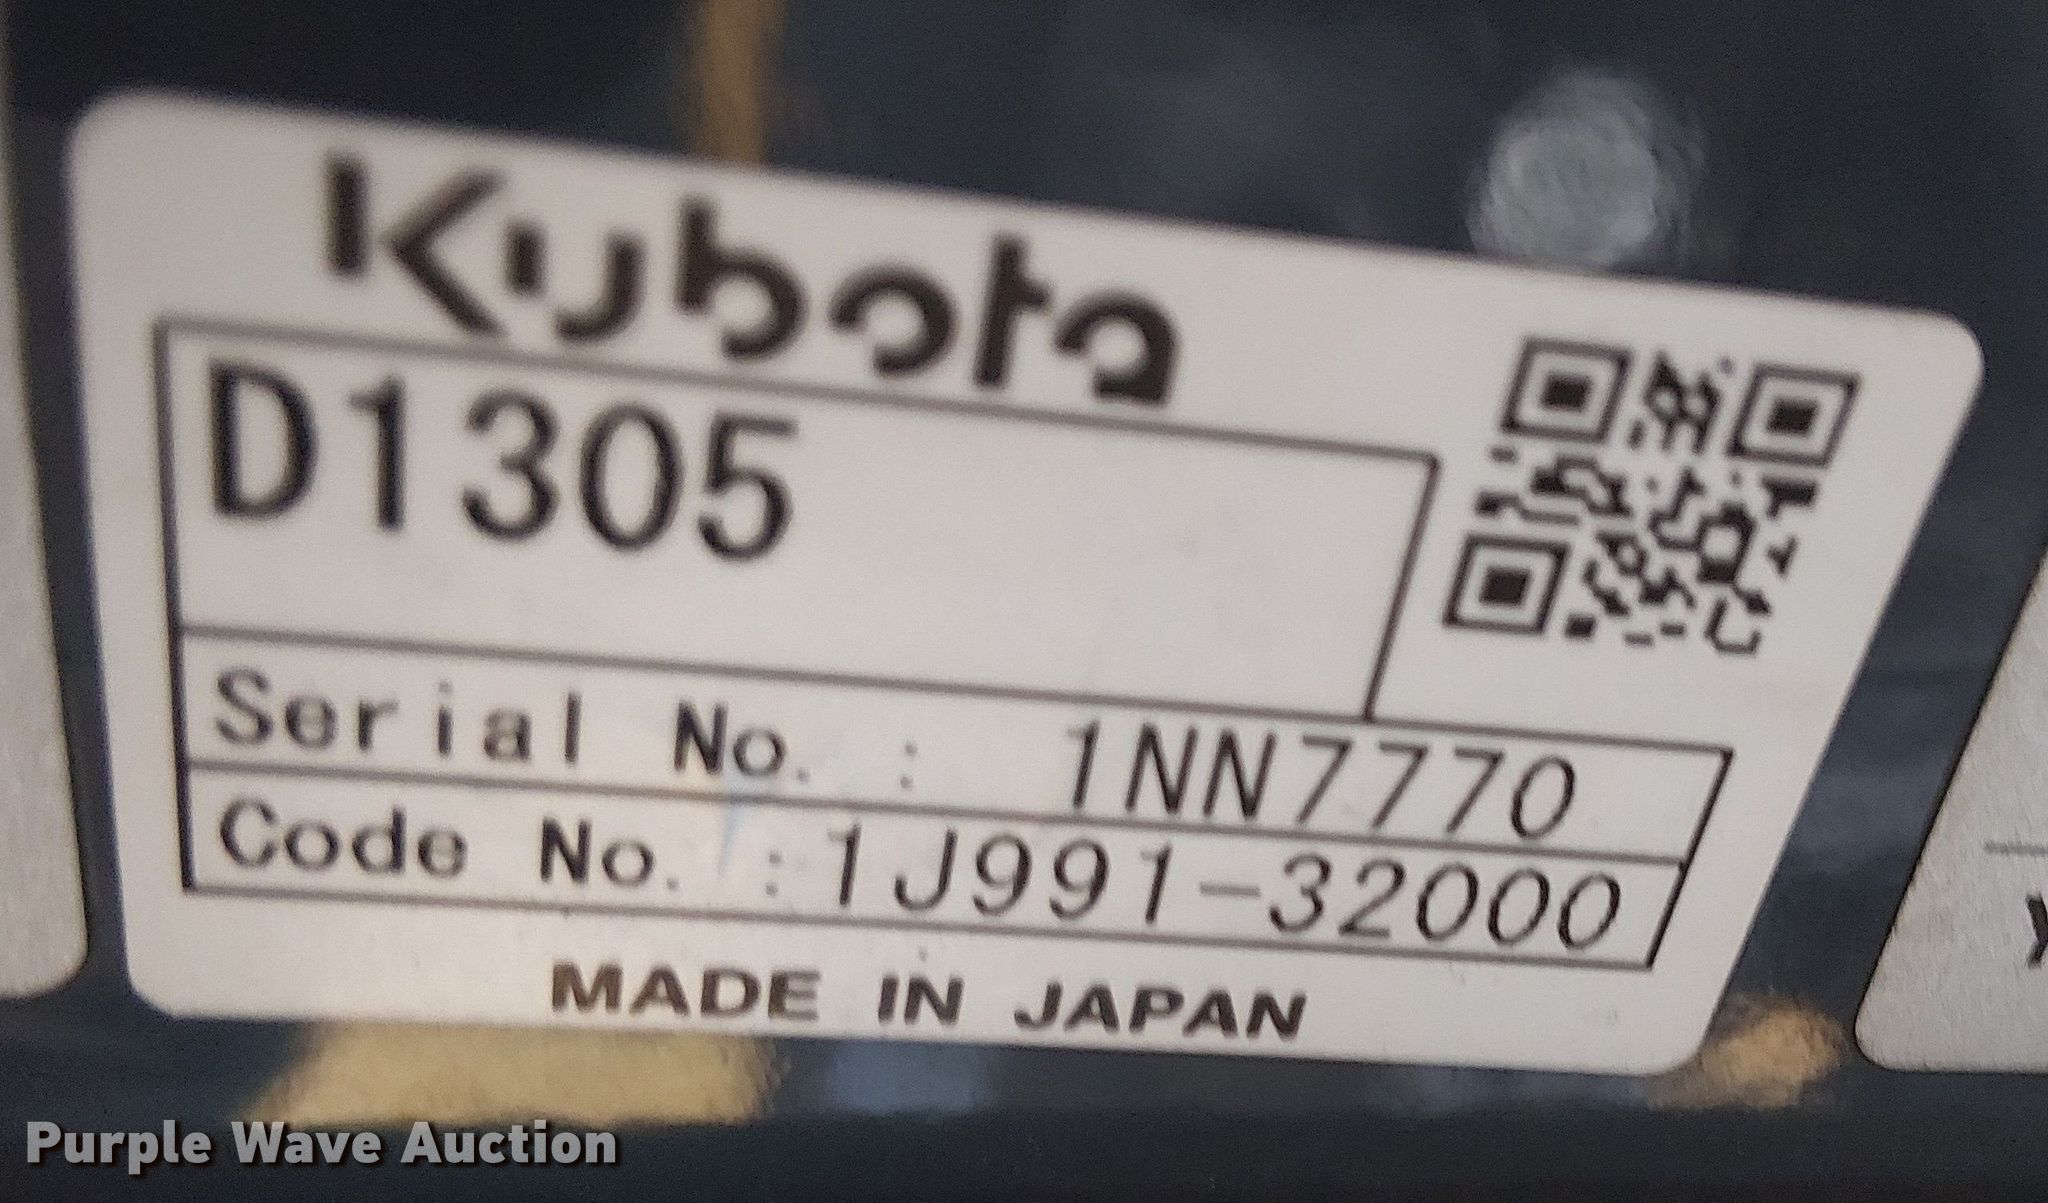 Kubota
D1305
Serial No. : 1NN7770
Code No. :1J991-32000
MADE IN JAPAN
Purple Wave Auction